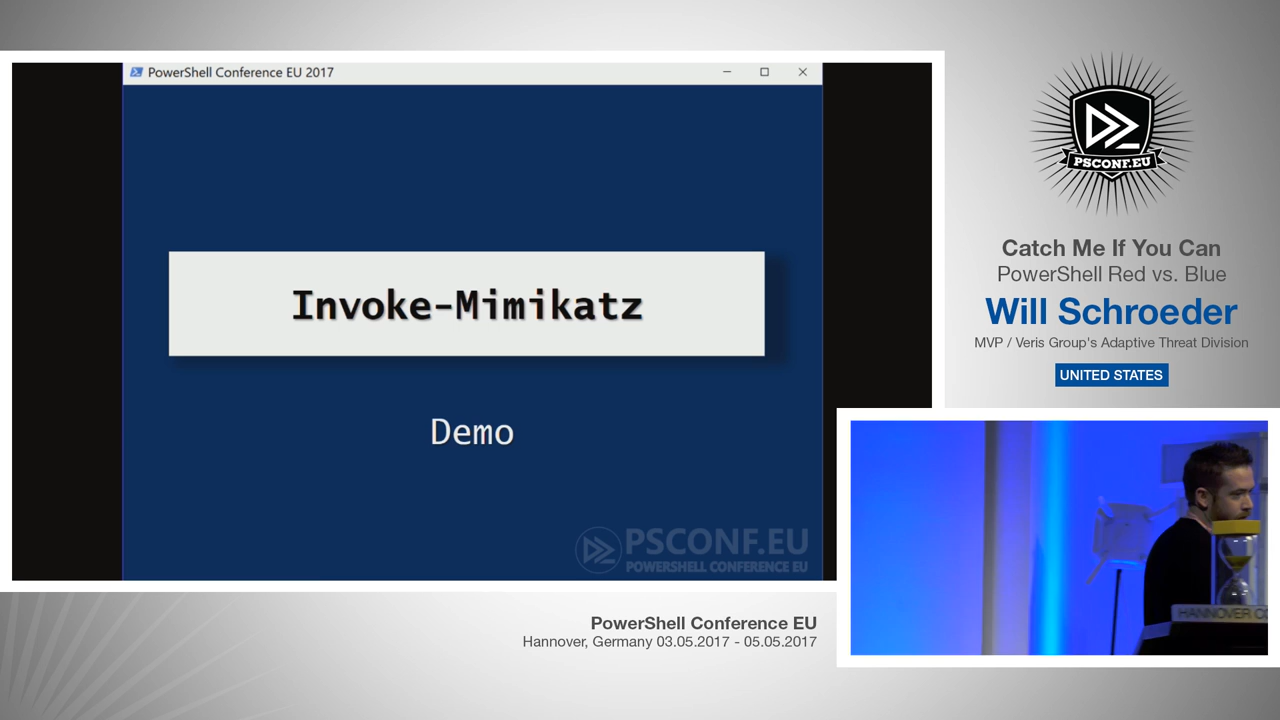 PowerShell Conference EU 2017
Invoke-Mimikatz
Demo
PSCONF.EU
POWERSHELL CONFERENCE EU
PSCONF.EU
Catch Me If You Can
PowerShell Red vs. Blue
Will Schroeder
MVP / Veris Group's Adaptive Threat Division
UNITED STATES
HANNOVER CO
PowerShell Conference EU
Hannover, Germany 03.05.2017 - 05.05.2017